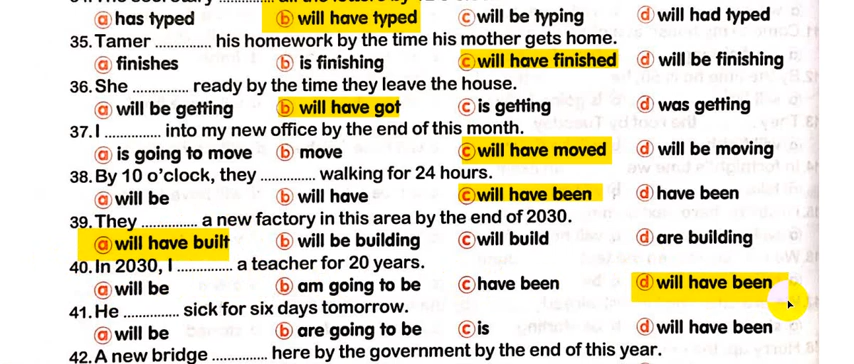 ⓐ has typed ⓑ will have typed ⓒ will be typing ⓓ will had typed
35. Tamer .............. his homework by the time his mother gets home.
ⓐ finishes ⓑ is finishing ⓒ will have finished ⓓ will be finishing
36. She .............. ready by the time they leave the house.
ⓐ will be getting ⓑ will have got ⓒ is getting ⓓ was getting
37. I .............. into my new office by the end of this month.
ⓐ is going to move ⓑ move ⓒ will have moved ⓓ will be moving
38. By 10 o'clock, they .............. walking for 24 hours.
ⓐ will be ⓑ will have ⓒ will have been ⓓ have been
39. They .............. a new factory in this area by the end of 2030.
ⓐ will have built ⓑ will be building ⓒ will build ⓓ are building
40. In 2030, I .............. a teacher for 20 years.
ⓐ will be ⓑ am going to be ⓒ have been ⓓ will have been
41. He .............. sick for six days tomorrow.
ⓐ will be ⓑ are going to be ⓒ is ⓓ will have been
42. A new bridge .............. here by the government by the end of this year.